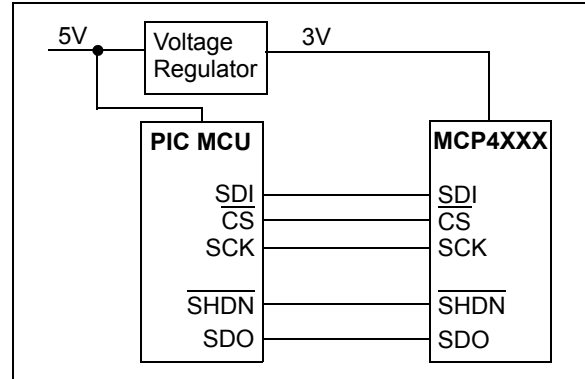 5V
Voltage
Regulator
3V
PIC MCU
MCP4XXX
SDI
SDI
CS
CS
SCK
SCK
SHDN
SHDN
SDO
SDO